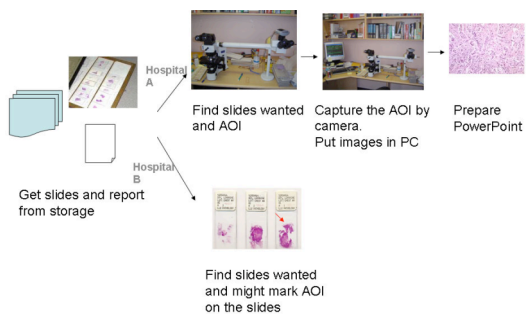 Hospital
A
Find slides wanted
and AOI
Capture the AOI by
camera.
Put images in PC
Prepare
PowerPoint
Hospital
B
Get slides and report
from storage
Find slides wanted
and might mark AOI
on the slides